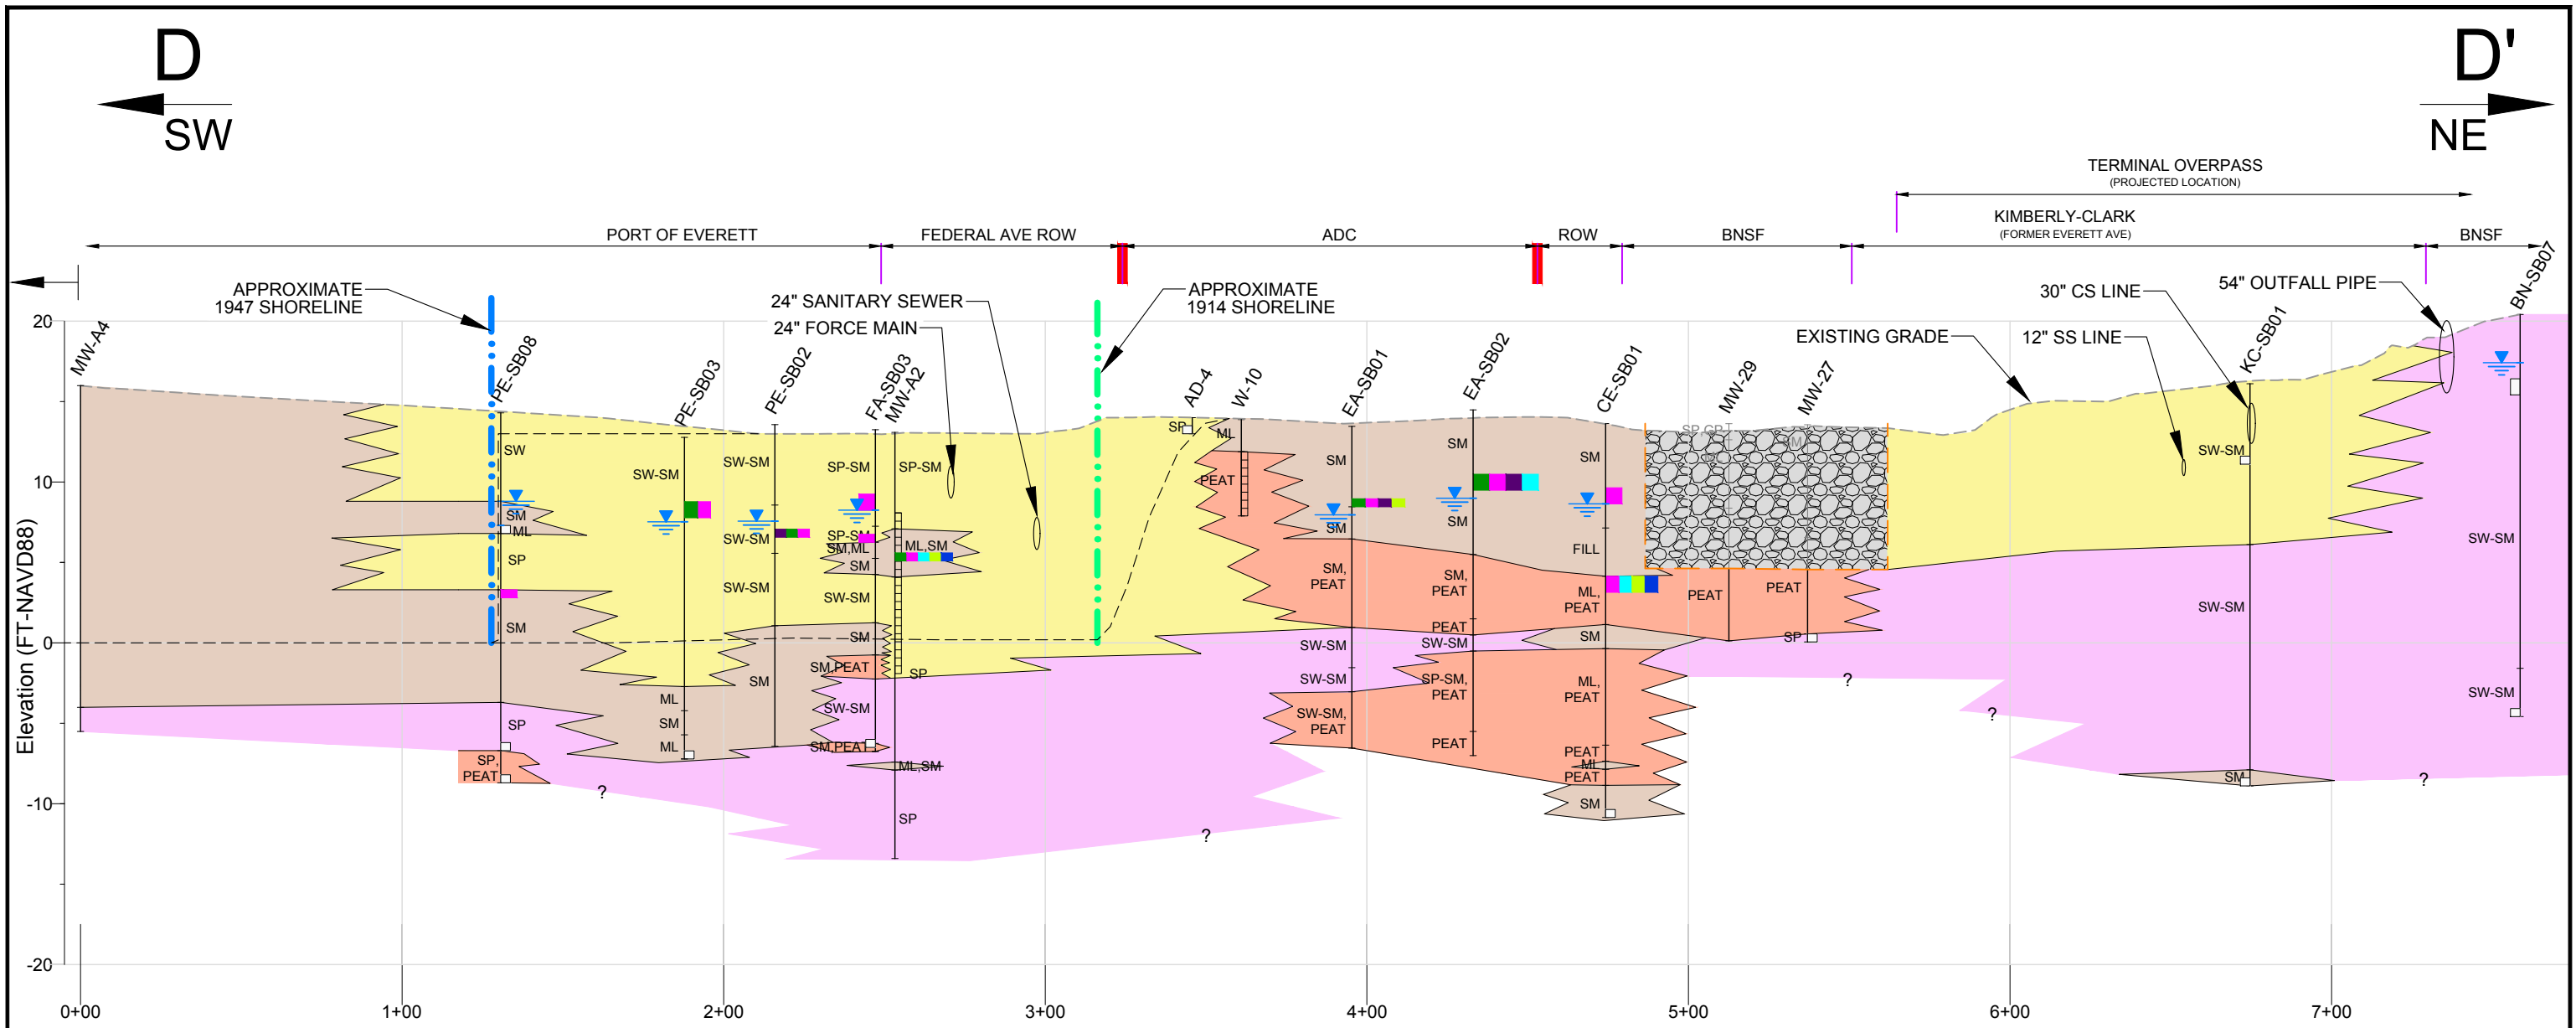 D
D'
SW
NE
TERMINAL OVERPASS
(PROJECTED LOCATION)
KIMBERLY-CLARK
(FORMER EVERETT AVE)
PORT OF EVERETT
FEDERAL AVE ROW
ADC
ROW
BNSF
BNSF
APPROXIMATE
1947 SHORELINE
24" SANITARY SEWER
24" FORCE MAIN
APPROXIMATE
1914 SHORELINE
EXISTING GRADE
30" CS LINE
12" SS LINE
54" OUTFALL PIPE
MW-A4
PE-SB08
PE-SB03
PE-SB02
FA-SB03
MW-A2
AD-4
W-10
EA-SB01
EA-SB02
CE-SB01
MW-29
MW-27
KC-SB01
BN-SB07
Elevation (FT-NAVD88)
20
10
0
-10
-20
SW
SM
ML
SP
SM
SP
SP,
PEAT
SW-SM
ML
SM
ML
SW-SM
SW-SM
SW-SM
SM
SP-SM
SP-SM
SM,ML
SM
SW-SM
SM
SM,PEAT
SW-SM
SM,PEAT
SP-SM
ML,SM
SP
ML,SM
SP
SP
ML
PEAT
SM
SM
SM,
PEAT
SW-SM
SW-SM
SW-SM,
PEAT
SM
SM
SM,
PEAT
PEAT
SW-SM
SP-SM,
PEAT
PEAT
SM
FILL
ML,
PEAT
SM
ML,
PEAT
PEAT
ML
PEAT
SM
SP,GP
PEAT
SM
PEAT
SP
SW-SM
SW-SM
SM
SW-SM
SW-SM
?
?
?
?
?
0+00
1+00
2+00
3+00
4+00
5+00
6+00
7+00